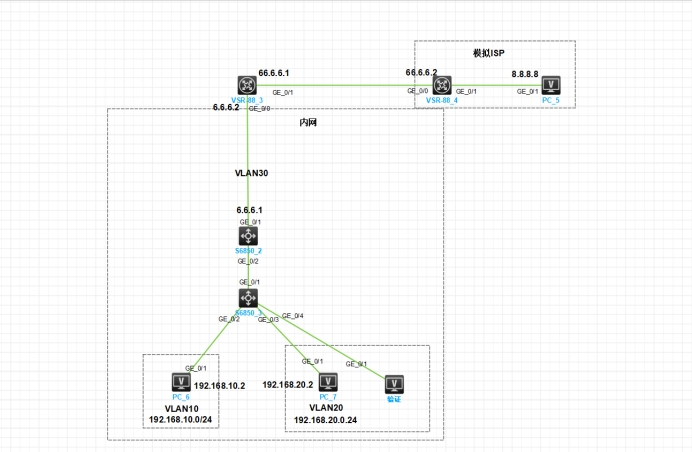 模拟ISP
66.6.6.1
66.6.6.2
8.8.8.8
GE_0/1
GE_0/0
GE_0/1
GE_0/1
VSR-88_3
VSR-88_4
PC_5
6.6.6.2
GE_0/0
内网
VLAN30
6.6.6.1
GE_0/1
S6850_2
GE_0/2
GE_0/1
GE_0/2
GE_0/3
GE_0/4
GE_0/1
GE_0/1
GE_0/1
192.168.10.2
192.168.20.2
PC_6
PC_7
验证
VLAN10
VLAN20
192.168.10.0/24
192.168.20.0.24